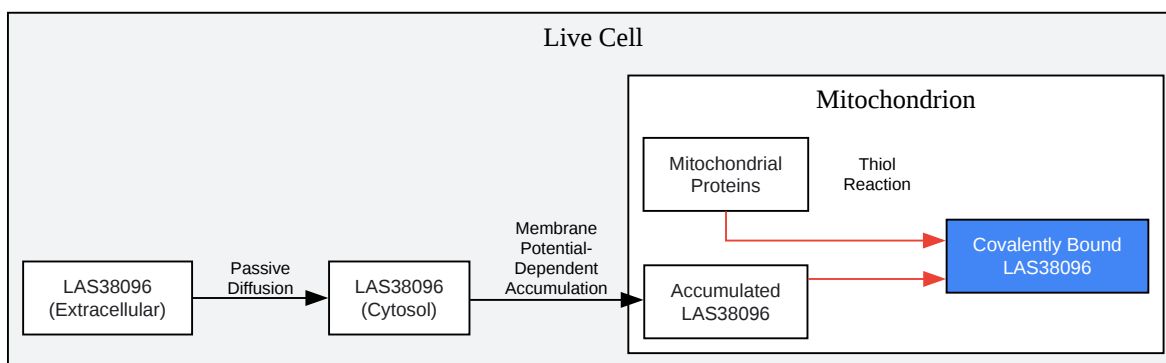 Live Cell
Mitochondrion
Mitochondrial
Proteins
Thiol
Reaction
Membrane
Potential-
Dependent
Accumulation
Covalently Bound
LAS38096
LAS38096
(Extracellular)
Passive
Diffusion
LAS38096
(Cytosol)
Accumulated
LAS38096